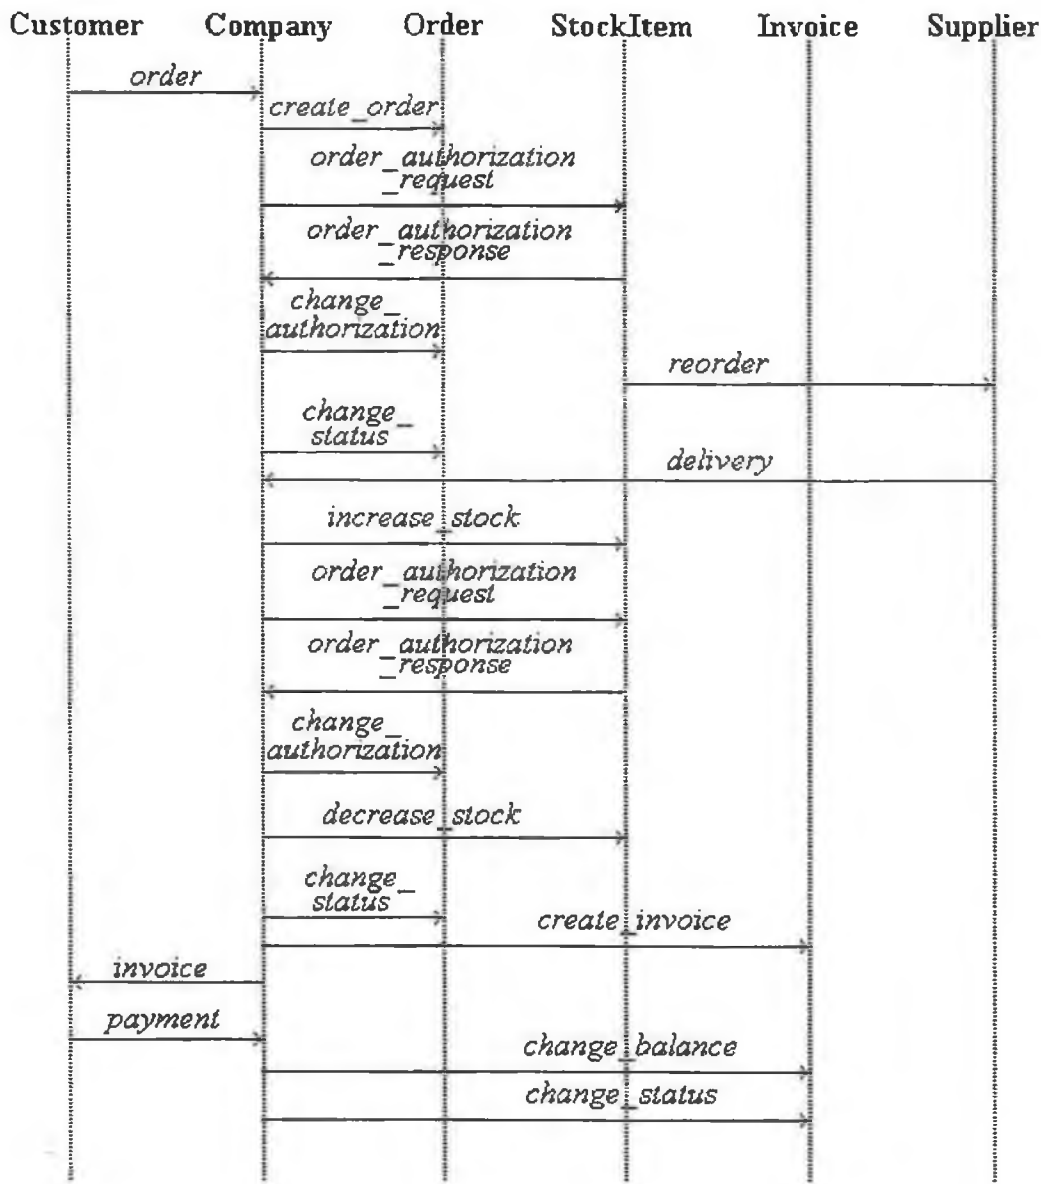 Customer Company Order StockItem Invoice Supplier
order
create_order
order_authorization
_request
order_authorization
_response
change_
authorization
reorder
change_
status
delivery
increase_stock
order_authorization
_request
order_authorization
_response
change_
authorization
decrease_stock
change_
status
create_invoice
invoice
payment
change_balance
change_status